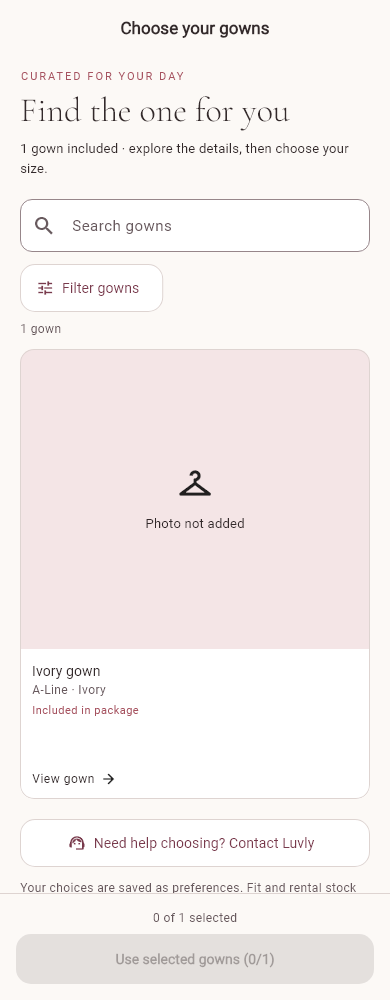 Choose your gowns
CURATED FOR YOUR DAY
Find the one for you
1 gown included · explore the details, then choose your
size.
Search gowns
Filter gowns
1 gown
Photo not added
Ivory gown
A-Line · Ivory
Included in package
View gown
Need help choosing? Contact Luvly
Your choices are saved as preferences. Fit and rental stock
0 of 1 selected
Use selected gowns (0/1)